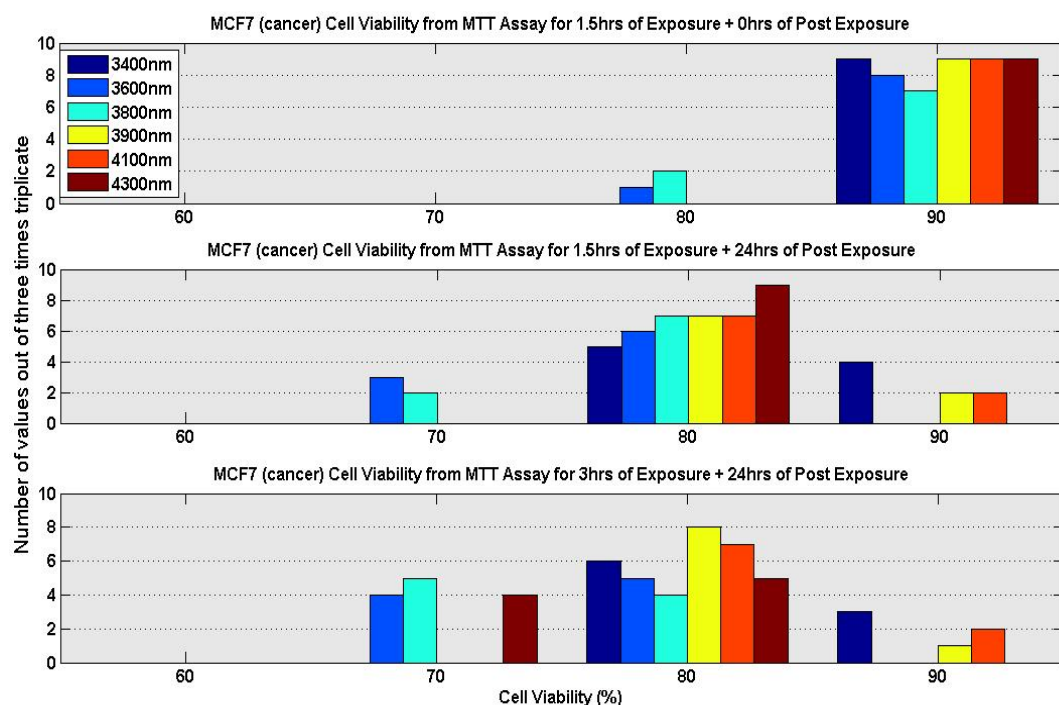 MCF7 (cancer) Cell Viability from MTT Assay for 1.5hrs of Exposure + 0hrs of Post Exposure
10
8
6
4
2
0
3400nm
3600nm
3800nm
3900nm
4100nm
4300nm
60 70 80 90
MCF7 (cancer) Cell Viability from MTT Assay for 1.5hrs of Exposure + 24hrs of Post Exposure
10
8
6
4
2
0
60 70 80 90
Number of values out of three times triplicate
MCF7 (cancer) Cell Viability from MTT Assay for 3hrs of Exposure + 24hrs of Post Exposure
10
8
6
4
2
0
60 70 80 90
Cell Viability (%)